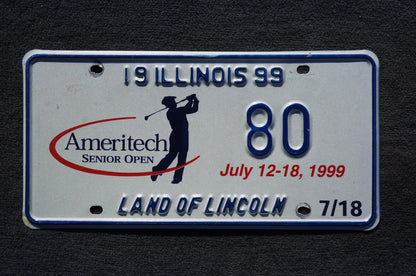 19 ILLINOIS 99
Ameritech
SENIOR OPEN
80
July 12-18, 1999
LAND OF LINCOLN
7/18